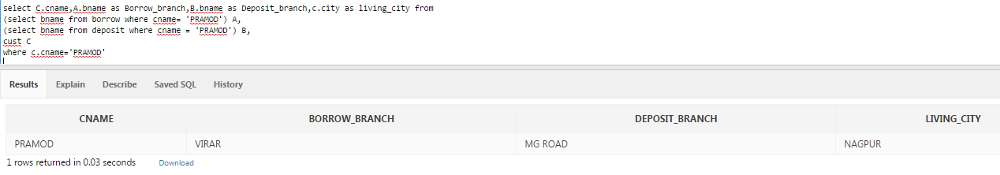 select C.cname,A.bname as Borrow_branch,B.bname as Deposit_branch,c.city as living_city from
(select bname from borrow where cname= 'PRAMOD') A,
(select bname from deposit where cname = 'PRAMOD') B,
cust C
where c.cname='PRAMOD'
Results Explain Describe Saved SQL History
CNAME BORROW_BRANCH DEPOSIT_BRANCH LIVING_CITY
PRAMOD VIRAR MG ROAD NAGPUR
1 rows returned in 0.03 seconds Download